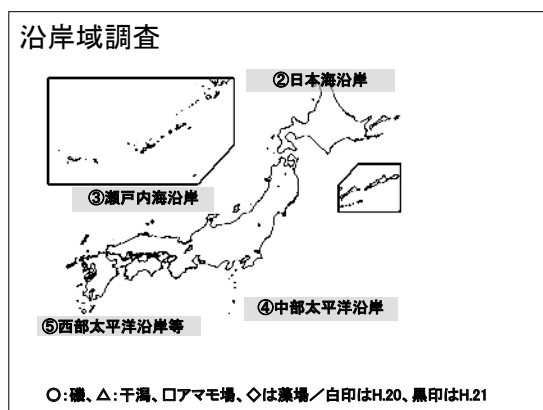 沿岸域調査
②日本海沿岸
③瀬戸内海沿岸
④中部太平洋沿岸
⑤西部太平洋沿岸等
○：磯、△：干潟、□アマモ場、◇は藻場／白印はH.20、黒印はH.21